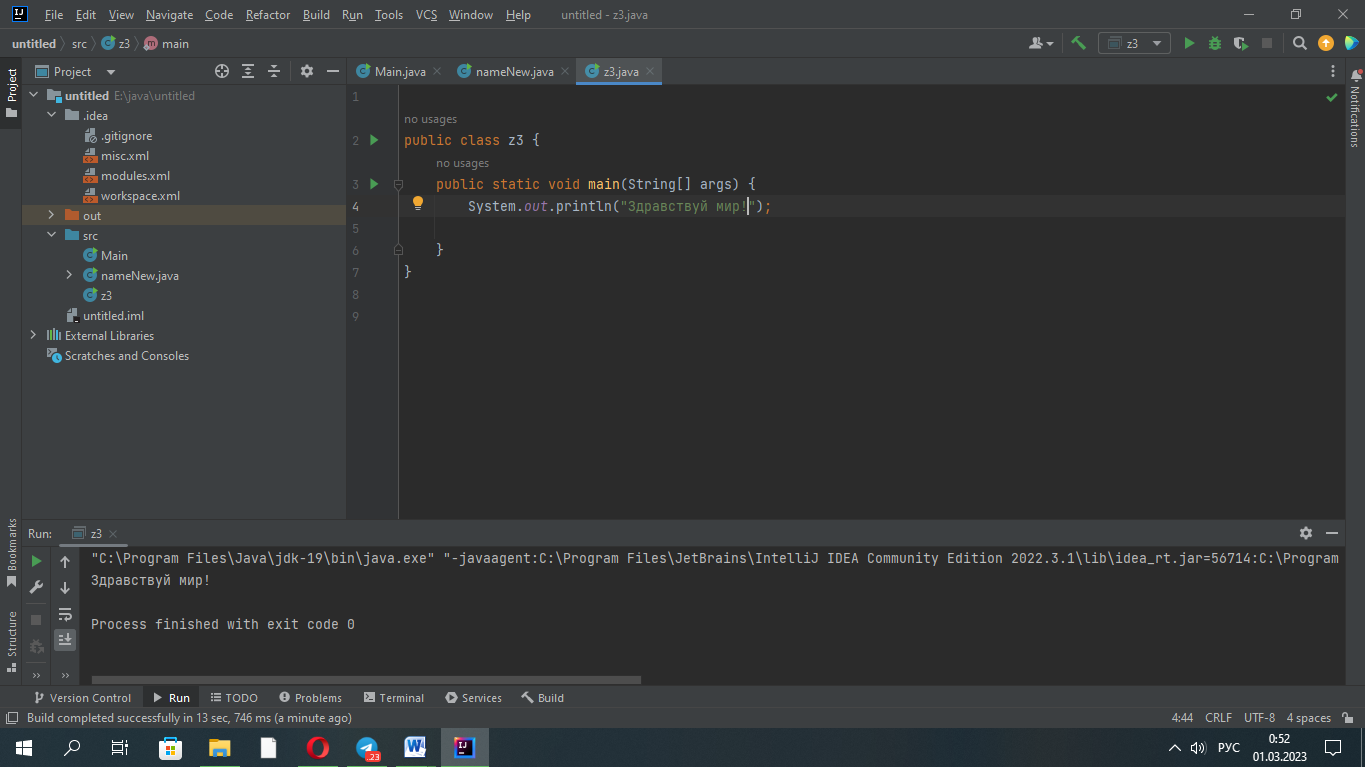 File Edit View Navigate Code Refactor Build Run Tools VCS Window Help untitled - z3.java
untitled src z3 main z3
Project
Project
Main.java nameNew.java z3.java
Notifications
untitled E:\java\untitled
.idea
.gitignore
misc.xml
modules.xml
workspace.xml
out
src
Main
nameNew.java
z3
untitled.iml
External Libraries
Scratches and Consoles
1
no usages
2 public class z3 {
no usages
3 public static void main(String[] args) {
4 System.out.println("Здравствуй мир!");
5
6 }
7 }
8
9
Bookmarks
Structure
Run: z3
"C:\Program Files\Java\jdk-19\bin\java.exe" "-javaagent:C:\Program Files\JetBrains\IntelliJ IDEA Community Edition 2022.3.1\lib\idea_rt.jar=56714:C:\Program
Здравствуй мир!
Process finished with exit code 0
Version Control Run TODO Problems Terminal Services Build
Build completed successfully in 13 sec, 746 ms (a minute ago) 4:44 CRLF UTF-8 4 spaces
23 РУС 0:52
01.03.2023